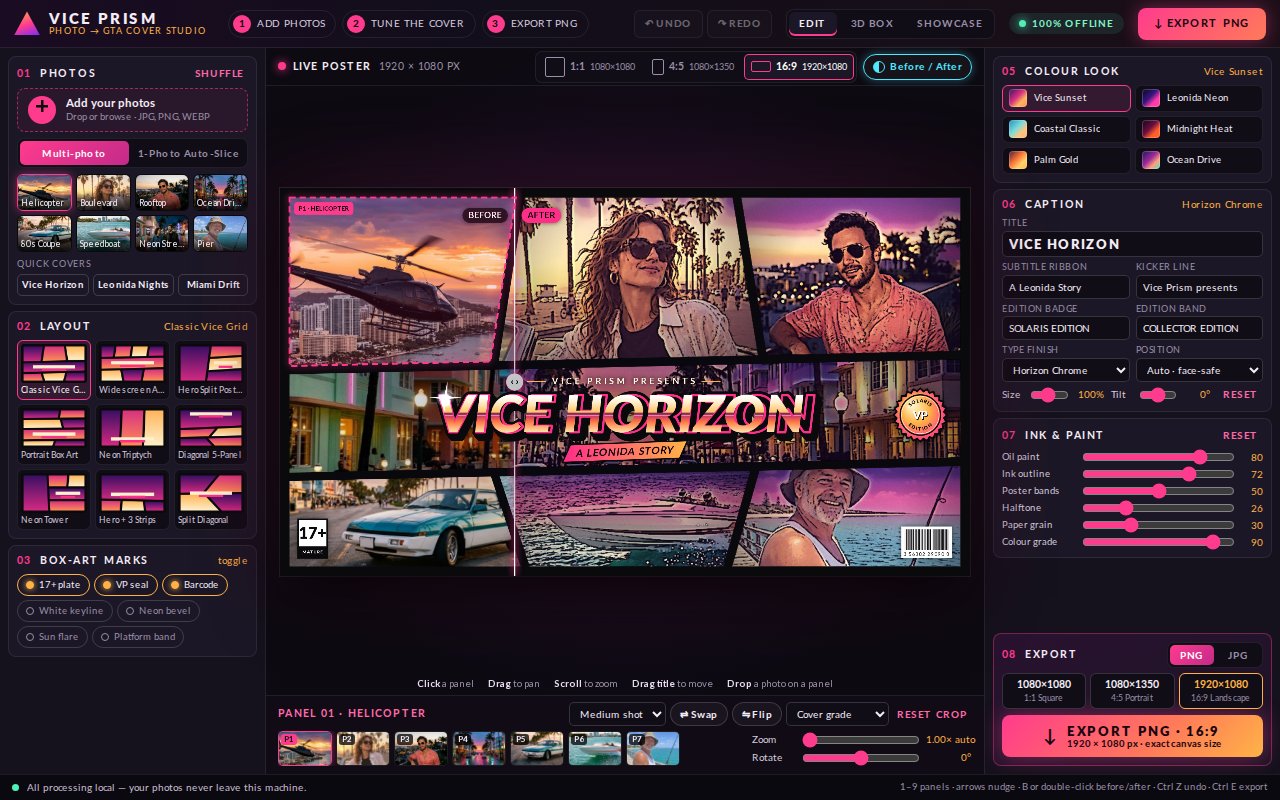 VICE PRISM
PHOTO → GTA COVER STUDIO
1 ADD PHOTOS
2 TUNE THE COVER
3 EXPORT PNG
↶ UNDO
↷ REDO
EDIT
3D BOX
SHOWCASE
100% OFFLINE
↓ EXPORT PNG
01 PHOTOS
SHUFFLE
Add your photos
Drop or browse · JPG, PNG, WEBP
Multi-photo
1-Photo Auto-Slice
Helicopter
Boulevard
Rooftop
Ocean Dri...
80s Coupe
Speedboat
Neon Stre...
Pier
QUICK COVERS
Vice Horizon
Leonida Nights
Miami Drift
02 LAYOUT
Classic Vice Grid
Classic Vice G...
Widescreen A...
Hero Split Post...
Portrait Box Art
Neon Triptych
Diagonal 5-Panel
Neon Tower
Hero + 3 Strips
Split Diagonal
03 BOX-ART MARKS
toggle
17+ plate
VP seal
Barcode
White keyline
Neon bevel
Sun flare
Platform band
LIVE POSTER 1920 × 1080 PX
1:1 1080×1080
4:5 1080×1350
16:9 1920×1080
Before / After
P1 · HELICOPTER
BEFORE
AFTER
VICE PRISM PRESENTS
VICE HORIZON
A LEONIDA STORY
SOLARIS
VP
EDITION
17+
MATURE
Click a panel
Drag to pan
Scroll to zoom
Drag title to move
Drop a photo on a panel
PANEL 01 · HELICOPTER
Medium shot
⇄ Swap
⇋ Flip
Cover grade
RESET CROP
P1
P2
P3
P4
P5
P6
P7
Zoom
1.00× auto
Rotate
0°
05 COLOUR LOOK
Vice Sunset
Vice Sunset
Leonida Neon
Coastal Classic
Midnight Heat
Palm Gold
Ocean Drive
06 CAPTION
Horizon Chrome
TITLE
VICE HORIZON
SUBTITLE RIBBON
KICKER LINE
A Leonida Story
Vice Prism presents
EDITION BADGE
EDITION BAND
SOLARIS EDITION
COLLECTOR EDITION
TYPE FINISH
POSITION
Horizon Chrome
Auto · face-safe
Size
100%
Tilt
0°
RESET
07 INK & PAINT
RESET
Oil paint
80
Ink outline
72
Poster bands
50
Halftone
26
Paper grain
30
Colour grade
90
08 EXPORT
PNG
JPG
1080×1080
1:1 Square
1080×1350
4:5 Portrait
1920×1080
16:9 Landscape
↓ EXPORT PNG · 16:9
1920 × 1080 px · exact canvas size
All processing local — your photos never leave this machine.
1–9 panels · arrows nudge · B or double-click before/after · Ctrl Z undo · Ctrl E export